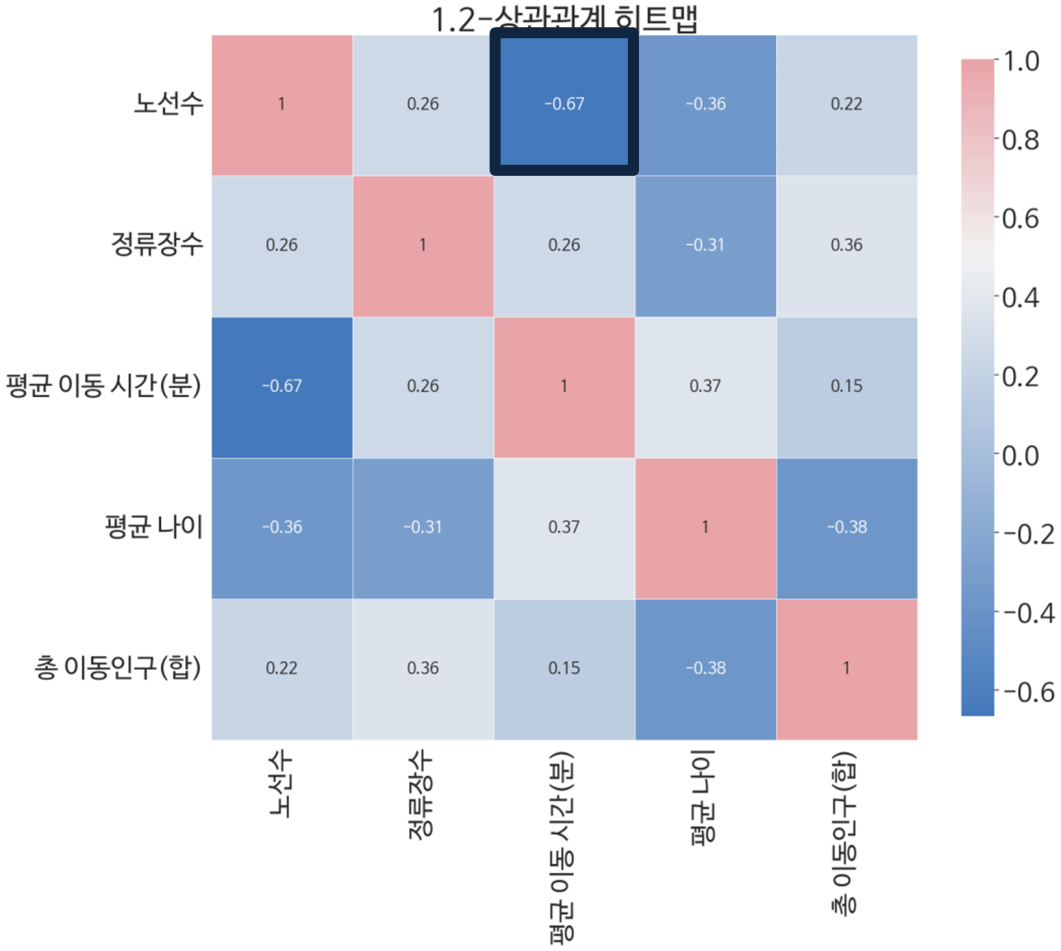 1.2-상관관계 히트맵
노선수 1 0.26 -0.67 -0.36 0.22
정류장수 0.26 1 0.26 -0.31 0.36
평균 이동 시간(분) -0.67 0.26 1 0.37 0.15
평균 나이 -0.36 -0.31 0.37 1 -0.38
총 이동인구(합) 0.22 0.36 0.15 -0.38 1
노선수
정류장수
평균 이동 시간(분)
평균 나이
총 이동인구(합)
1.0
0.8
0.6
0.4
0.2
0.0
-0.2
-0.4
-0.6